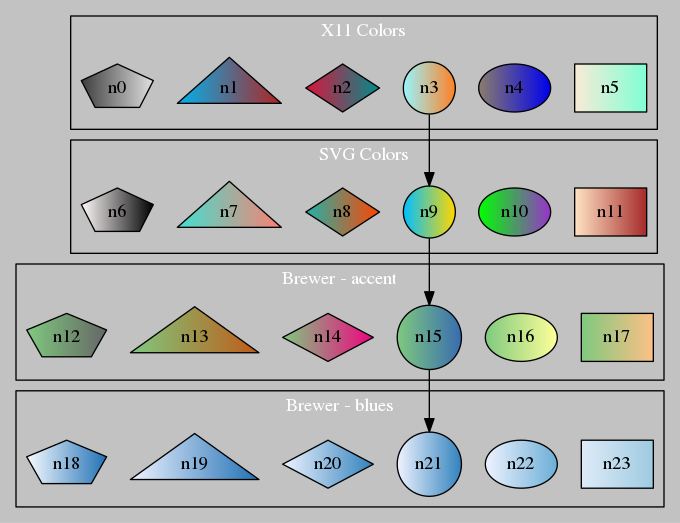 X11 Colors
n0 n1 n2 n3 n4 n5
SVG Colors
n6 n7 n8 n9 n10 n11
Brewer - accent
n12 n13 n14 n15 n16 n17
Brewer - blues
n18 n19 n20 n21 n22 n23